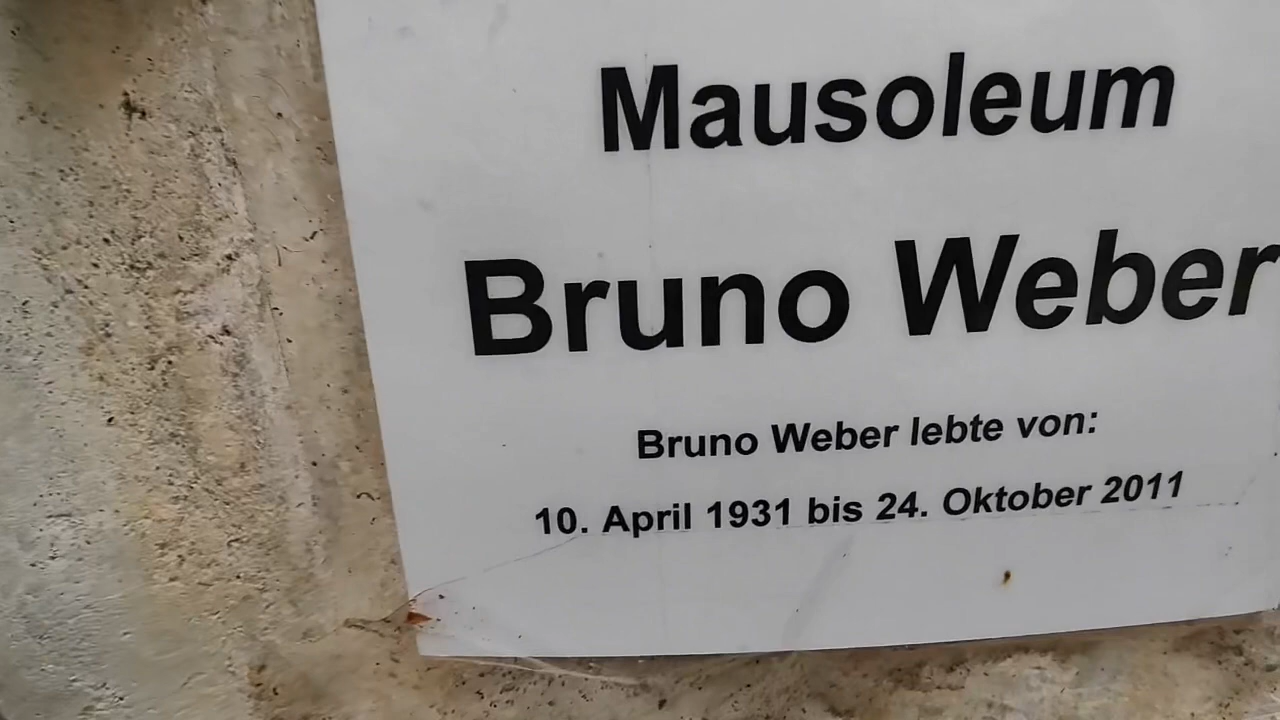 Mausoleum
Bruno Weber
Bruno Weber lebte von:
10. April 1931 bis 24. Oktober 2011